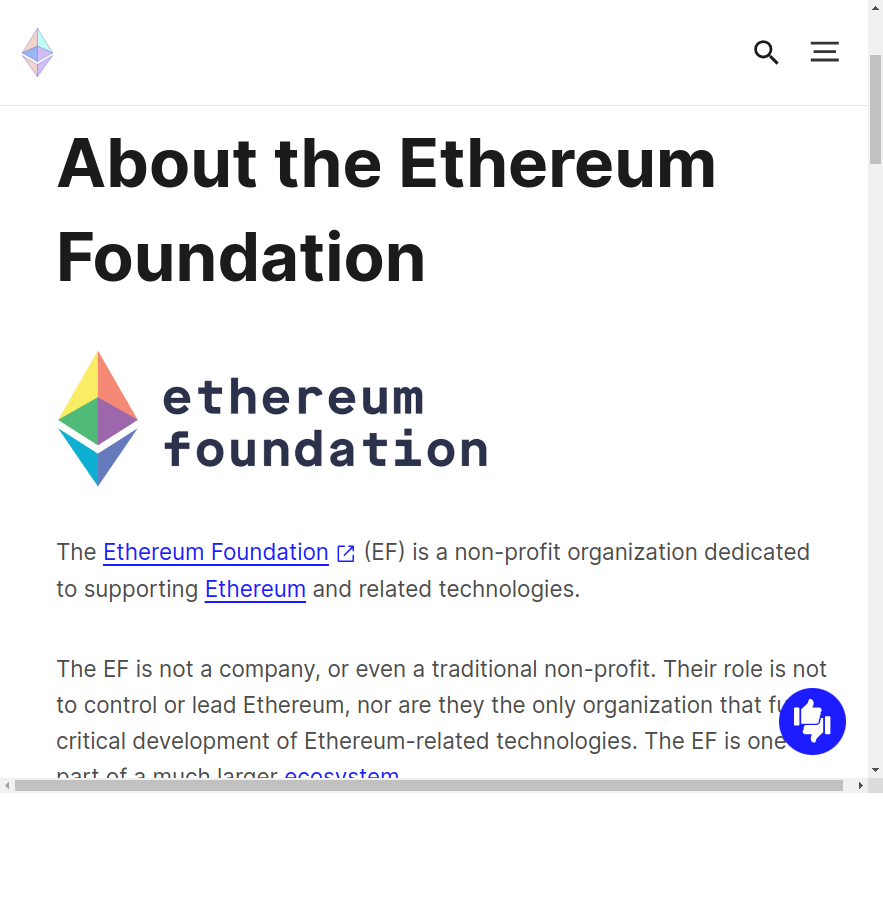 About the Ethereum
Foundation
ethereum
foundation
The Ethereum Foundation (EF) is a non-profit organization dedicated
to supporting Ethereum and related technologies.
The EF is not a company, or even a traditional non-profit. Their role is not
to control or lead Ethereum, nor are they the only organization that
critical development of Ethereum-related technologies. The EF is one
part of a much larger ecosystem